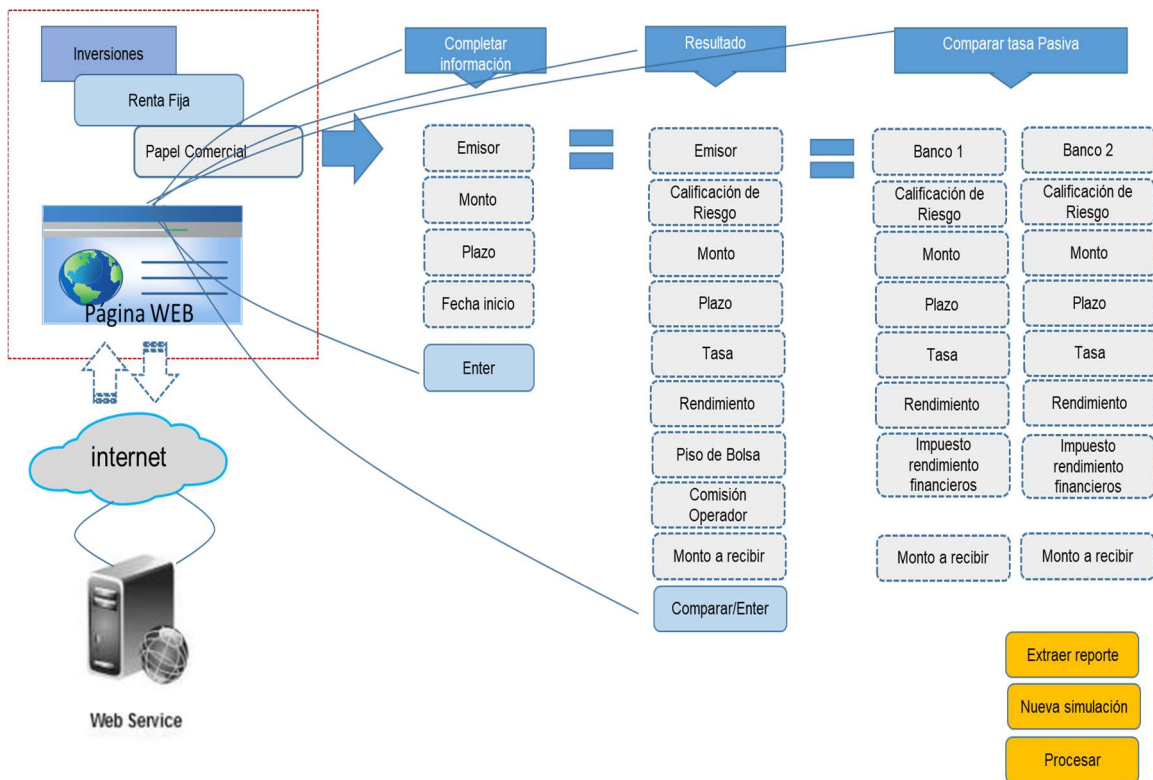 Inversiones
Renta Fija
Papel Comercial
Página WEB
internet
Web Service
Completar
información
Emisor
Monto
Plazo
Fecha inicio
Enter
Resultado
Emisor
Calificación de
Riesgo
Monto
Plazo
Tasa
Rendimiento
Piso de Bolsa
Comisión
Operador
Monto a recibir
Comparar/Enter
Comparar tasa Pasiva
Banco 1
Calificación de
Riesgo
Monto
Plazo
Tasa
Rendimiento
Impuesto
rendimiento
financieros
Monto a recibir
Banco 2
Calificación de
Riesgo
Monto
Plazo
Tasa
Rendimiento
Impuesto
rendimiento
financieros
Monto a recibir
Extraer reporte
Nueva simulación
Procesar